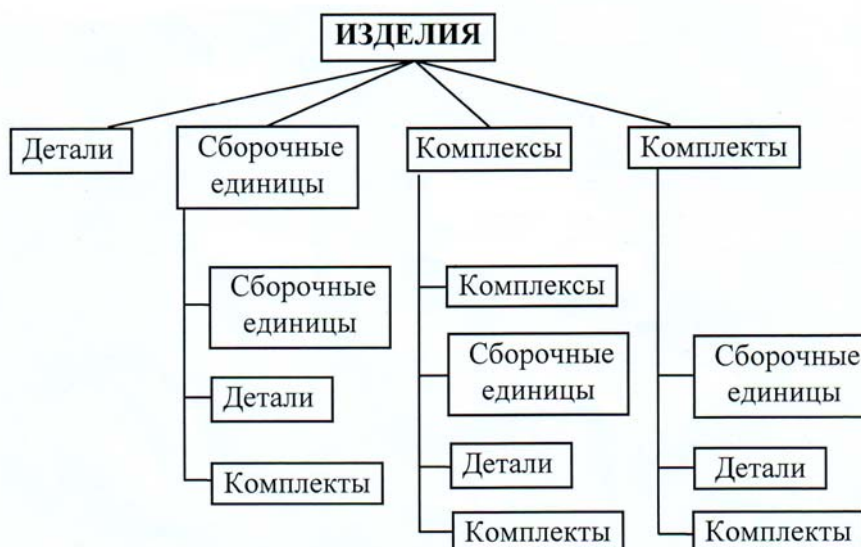 ИЗДЕЛИЯ
Детали
Сборочные
единицы
Комплексы
Комплекты
Сборочные
единицы
Детали
Комплекты
Комплексы
Сборочные
единицы
Детали
Комплекты
Сборочные
единицы
Детали
Комплекты